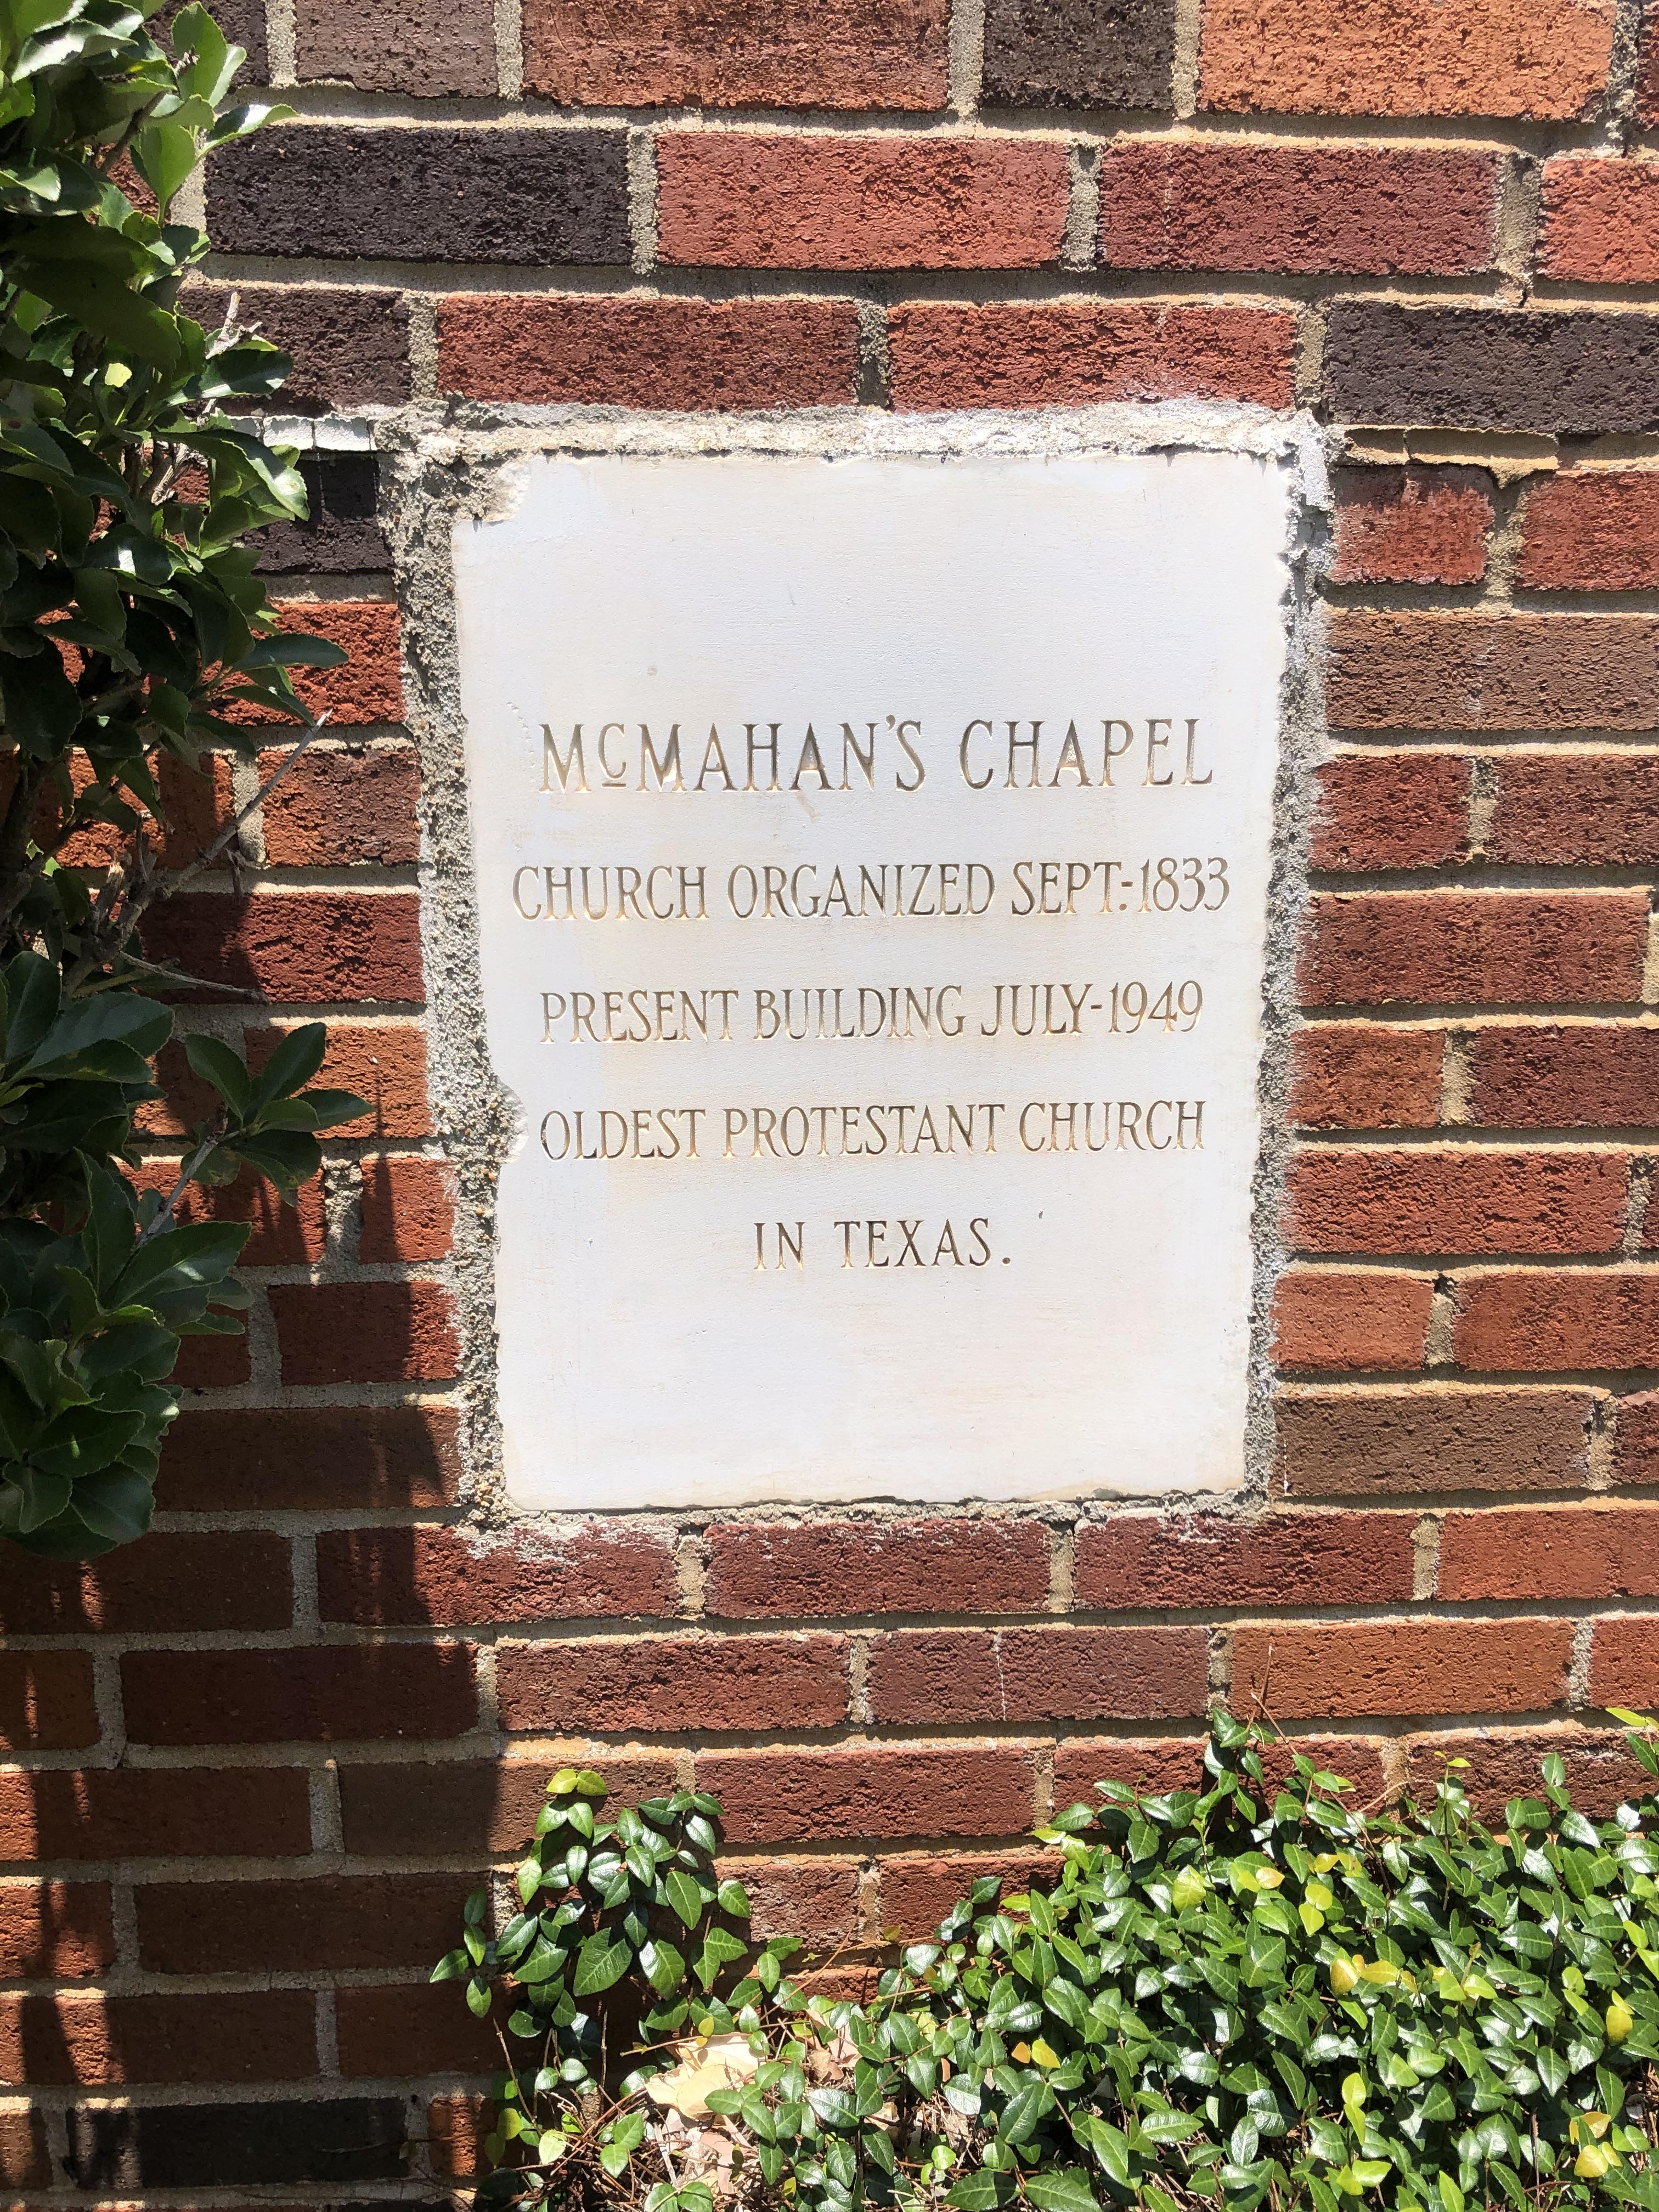 McMAHAN'S CHAPEL
CHURCH ORGANIZED SEPT:-1833
PRESENT BUILDING JULY-1949
OLDEST PROTESTANT CHURCH
IN TEXAS.